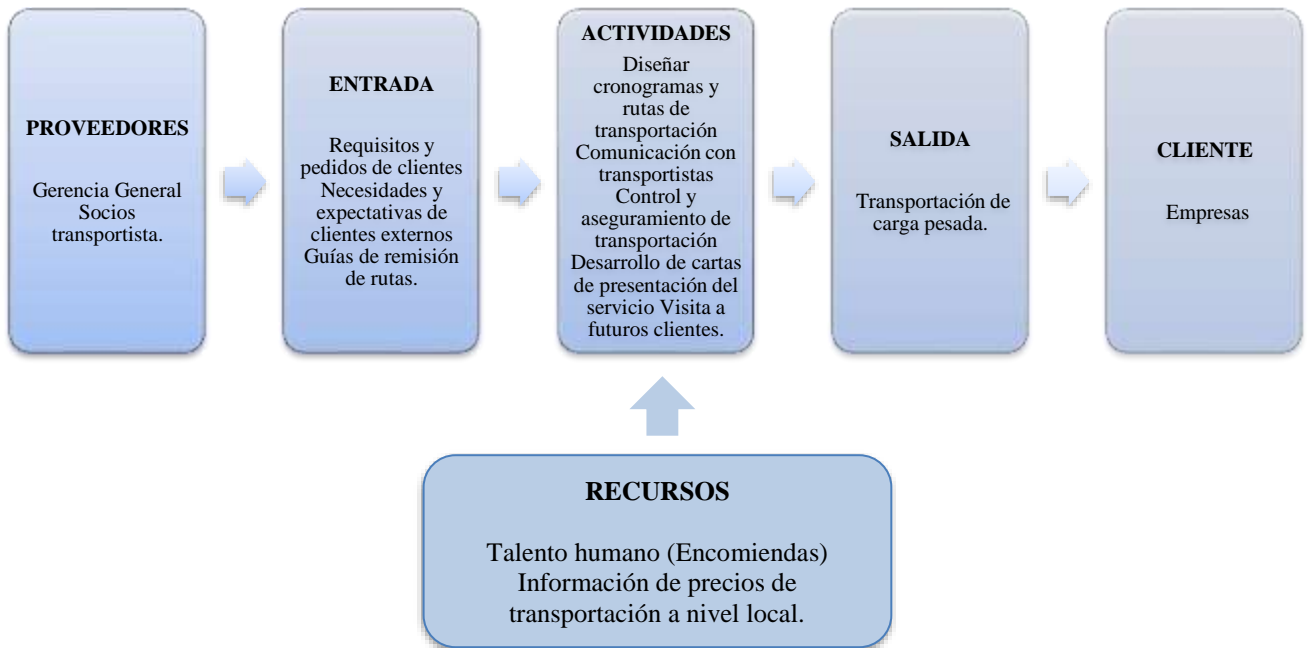 PROVEEDORES
Gerencia General
Socios
transportista.
ENTRADA
Requisitos y
pedidos de clientes
Necesidades y
expectativas de
clientes externos
Guías de remisión
de rutas.
ACTIVIDADES
Diseñar
cronogramas y
rutas de
transportación
Comunicación con
transportistas
Control y
aseguramiento de
transportación
Desarrollo de cartas
de presentación del
servicio Visita a
futuros clientes.
SALIDA
Transportación de
carga pesada.
CLIENTE
Empresas
RECURSOS
Talento humano (Encomiendas)
Información de precios de
transportación a nivel local.